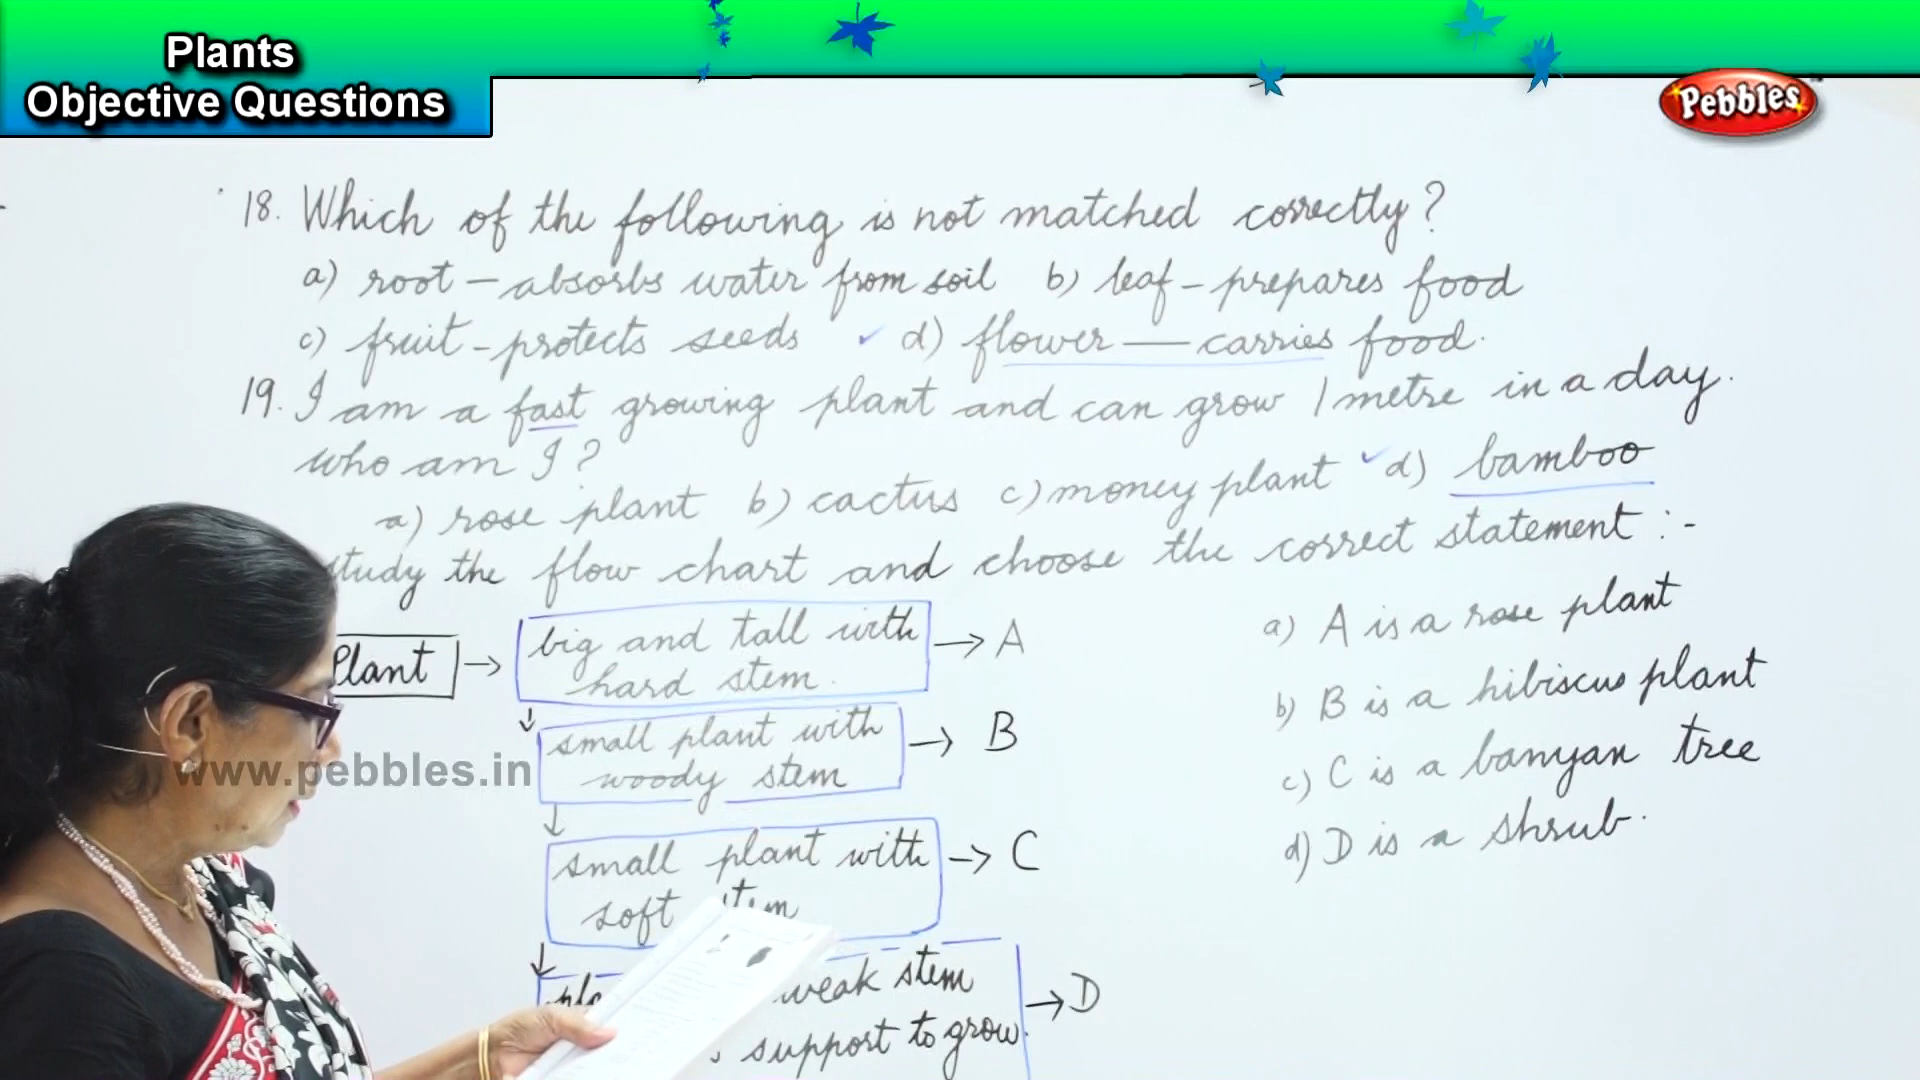 Plants
Objective Questions
Pebbles
18. Which of the following is not matched correctly?
a) root – absorbs water from soil b) leaf – prepares food
c) fruit – protects seeds ✓ d) flower — carries food.
19. I am a fast growing plant and can grow 1 metre in a day.
who am I?
a) rose plant b) cactus c) money plant ✓ d) bamboo
study the flow chart and choose the correct statement :-
Plant → big and tall with → A
hard stem.
small plant with → B
woody stem
small plant with → C
soft stem
weak stem → D
support to grow.
a) A is a rose plant
b) B is a hibiscus plant
c) C is a banyan tree
d) D is a shrub.
www.pebbles.in